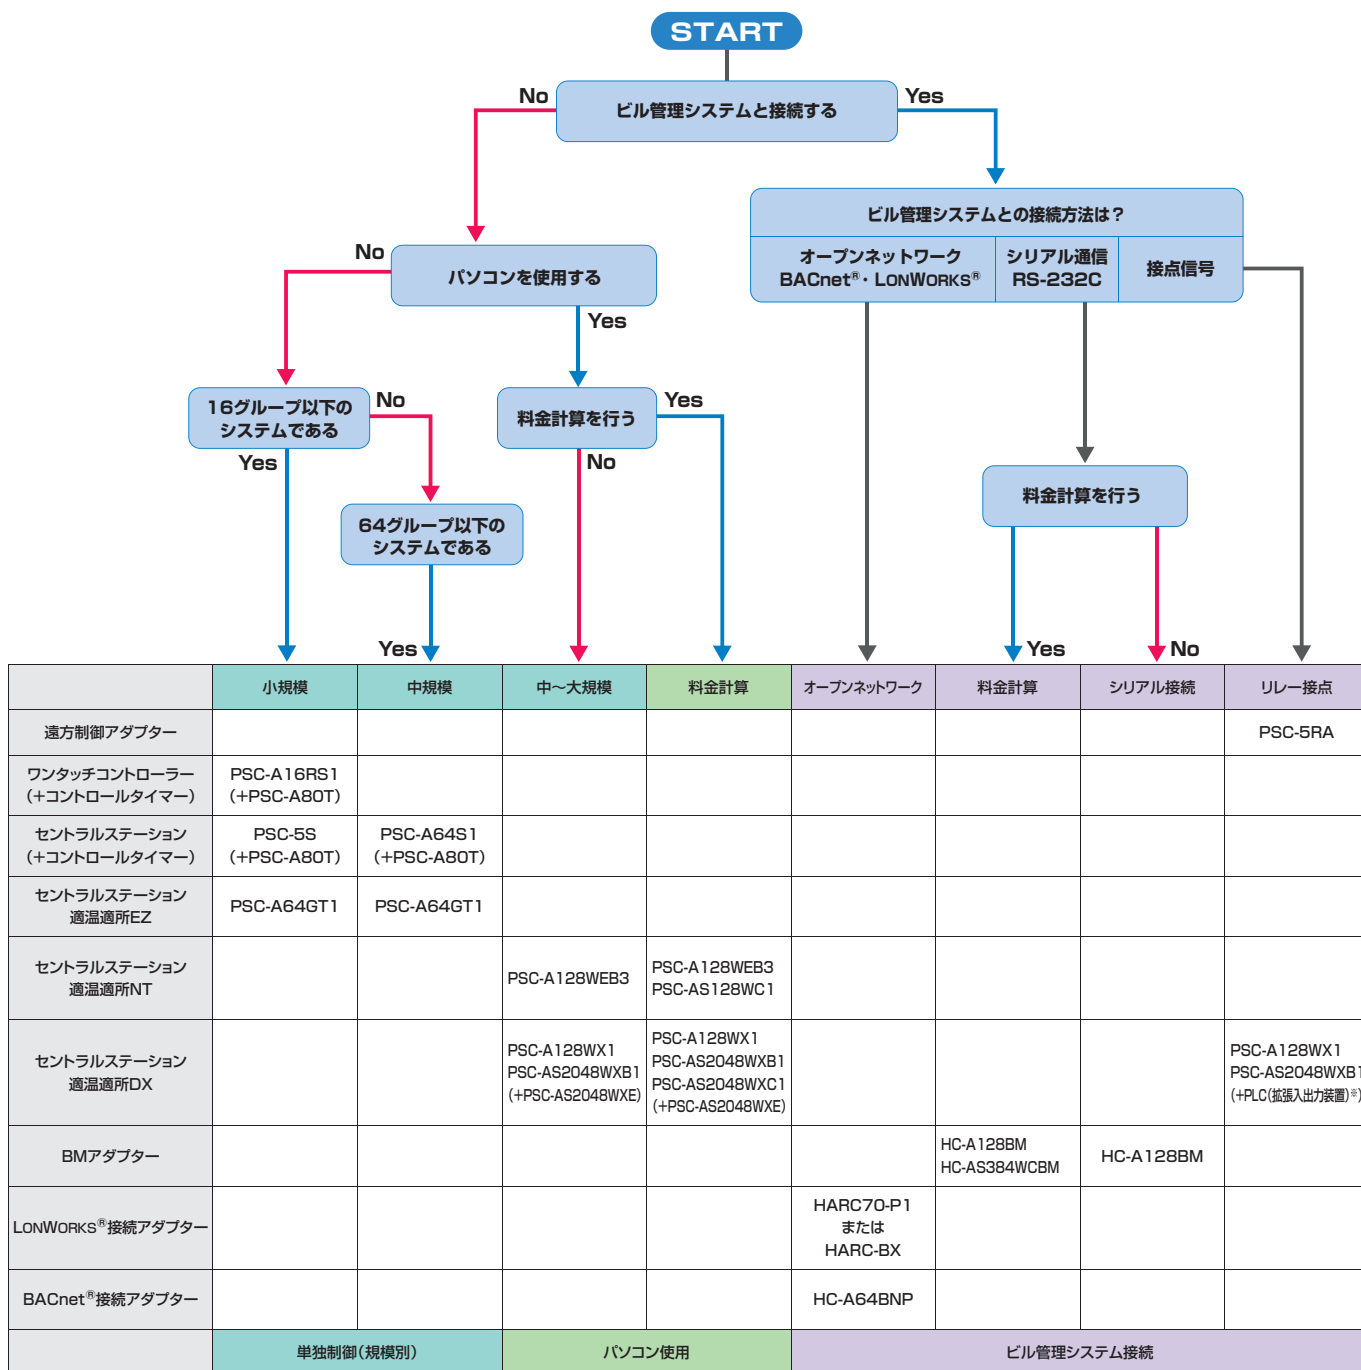 START
No
Yes
ビル管理システムと接続する
ビル管理システムとの接続方法は？
オープンネットワーク
BACnet®・LONWORKS®
シリアル通信
RS-232C
接点信号
No
パソコンを使用する
Yes
16グループ以下の
システムである
No
Yes
料金計算を行う
Yes
No
64グループ以下の
システムである
Yes
料金計算を行う
Yes
No
小規模 中規模 中～大規模 料金計算 オープンネットワーク 料金計算 シリアル接続 リレー接点
遠方制御アダプター
PSC-5RA
ワンタッチコントローラー
（＋コントロールタイマー）
PSC-A16RS1
（＋PSC-A80T）
セントラルステーション
（＋コントロールタイマー）
PSC-5S
（＋PSC-A80T）
PSC-A64S1
（＋PSC-A80T）
セントラルステーション
適温適所EZ
PSC-A64GT1
PSC-A64GT1
セントラルステーション
適温適所NT
PSC-A128WEB3
PSC-A128WEB3
PSC-AS128WC1
セントラルステーション
適温適所DX
PSC-A128WX1
PSC-AS2048WXB1
（＋PSC-AS2048WXE）
PSC-A128WX1
PSC-AS2048WXB1
PSC-AS2048WXC1
（＋PSC-AS2048WXE）
PSC-A128WX1
PSC-AS2048WXB1
（＋PLC（拡張入出力装置）※）
BMアダプター
HC-A128BM
HC-AS384WCBM
HC-A128BM
LONWORKS®接続アダプター
HARC70-P1
または
HARC-BX
BACnet®接続アダプター
HC-A64BNP
単独制御（規模別） パソコン使用 ビル管理システム接続